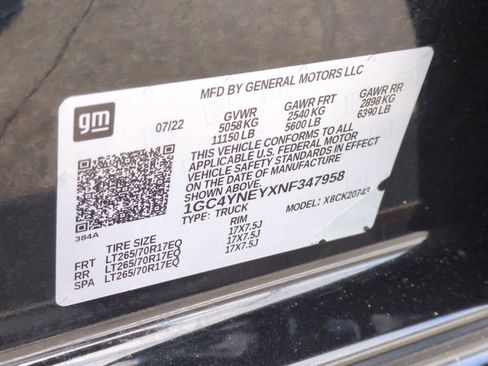 gm
MFD BY GENERAL MOTORS LLC
07/22 GVWR GAWR FRT GAWR RR
5058 KG 2540 KG 2898 KG
11150 LB 5600 LB 6390 LB
THIS VEHICLE CONFORMS TO ALL
APPLICABLE U.S. FEDERAL MOTOR
VEHICLE SAFETY STANDARDS IN EFFECT
ON THE DATE OF MANUFACTURE
SHOWN ABOVE.
1GC4YNEYXNF347958
TYPE: TRUCK MODEL: X8CK20743
384A
TIRE SIZE RIM
FRT LT265/70R17EQ 17X7.5J
RR LT265/70R17EQ 17X7.5J
SPA LT265/70R17EQ 17X7.5J